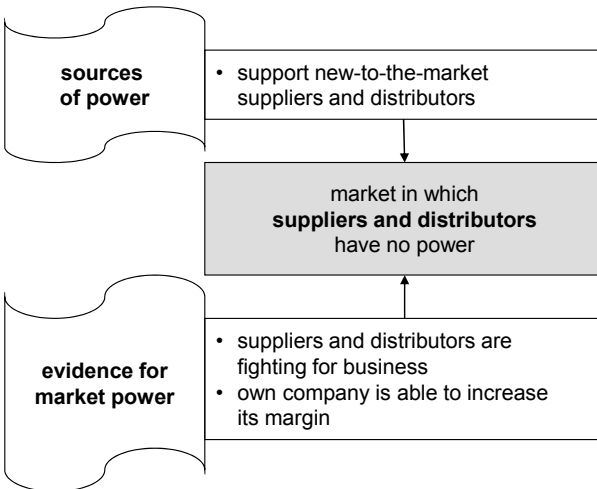 sources
of power
• support new-to-the-market
suppliers and distributors
market in which
suppliers and distributors
have no power
evidence for
market power
• suppliers and distributors are
fighting for business
• own company is able to increase
its margin